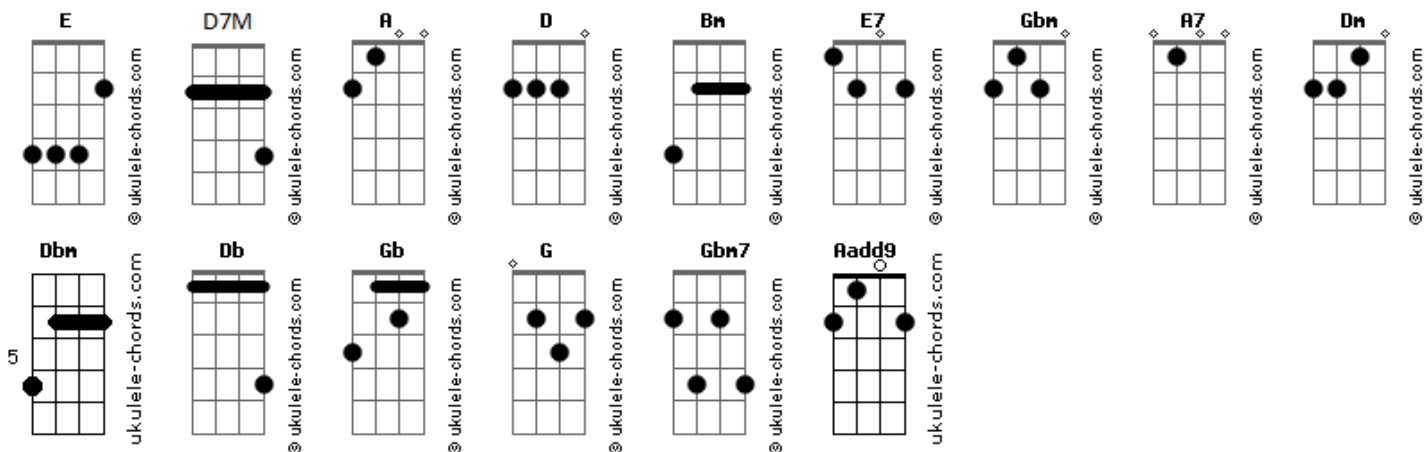 E D7M A D Bm E7 Gbm A7 Dm
© ukulele-chords.com © ukulele-chords.com © ukulele-chords.com © ukulele-chords.com © ukulele-chords.com © ukulele-chords.com © ukulele-chords.com © ukulele-chords.com © ukulele-chords.com
Dbm Db Gb G Gbm7 Aadd9
5
ukulele-chords.com © ukulele-chords.com © ukulele-chords.com © ukulele-chords.com © ukulele-chords.com ukulele-chords.com